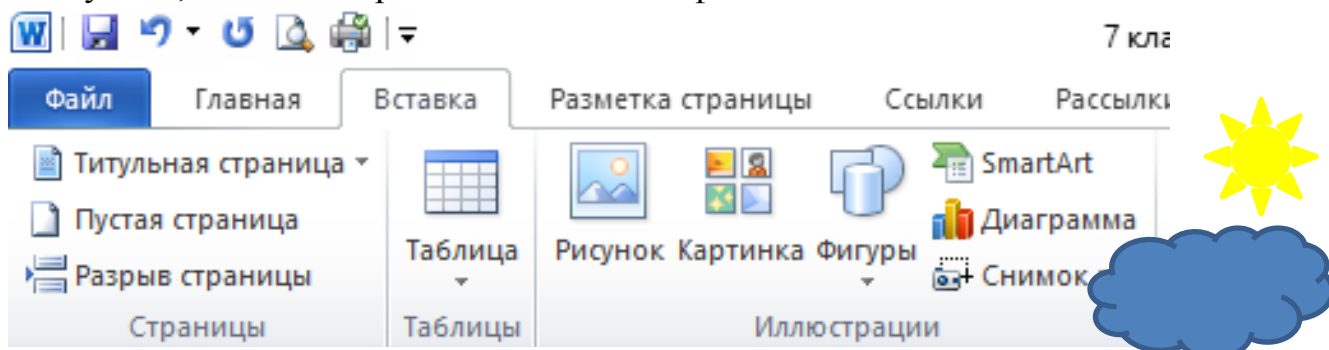 7 кла
Файл Главная Вставка Разметка страницы Ссылки Рассылки
Титульная страница
Пустая страница
Разрыв страницы
Таблица
Рисунок Картинка Фигуры
SmartArt
Диаграмма
Снимок
Страницы Таблицы Иллюстрации